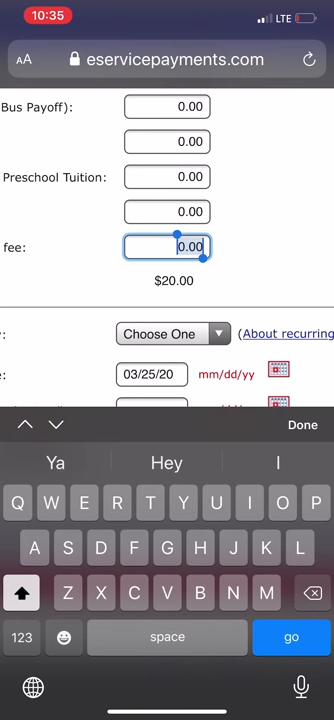 10:35
LTE
AA
eservicepayments.com
Bus Payoff):
0.00
0.00
Preschool Tuition:
0.00
0.00
fee:
0.00
$20.00
Choose One
(About recurring
03/25/20
mm/dd/yy
Done
Ya
Hey
I
Q W E R T Y U I O P
A S D F G H J K L
Z X C V B N M
123
space
go